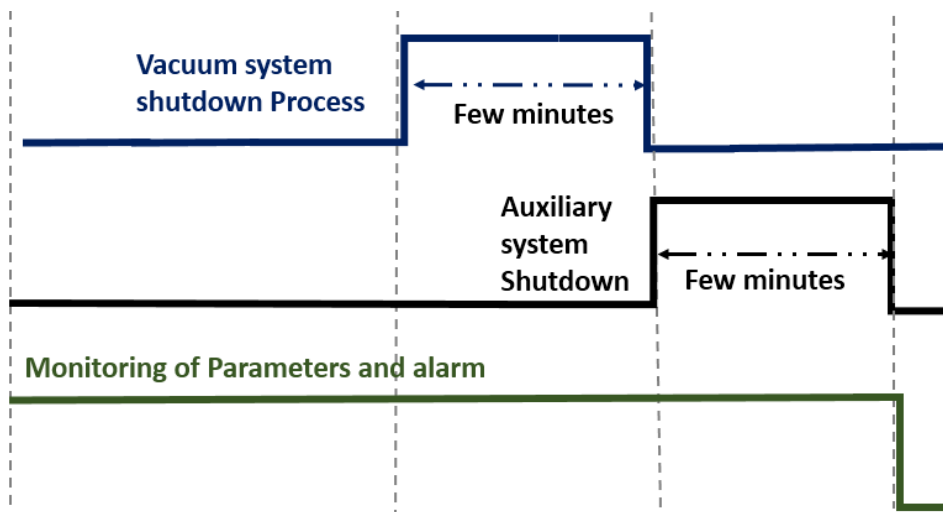 Vacuum system
shutdown Process
Few minutes
Auxiliary
system
Shutdown
Few minutes
Monitoring of Parameters and alarm